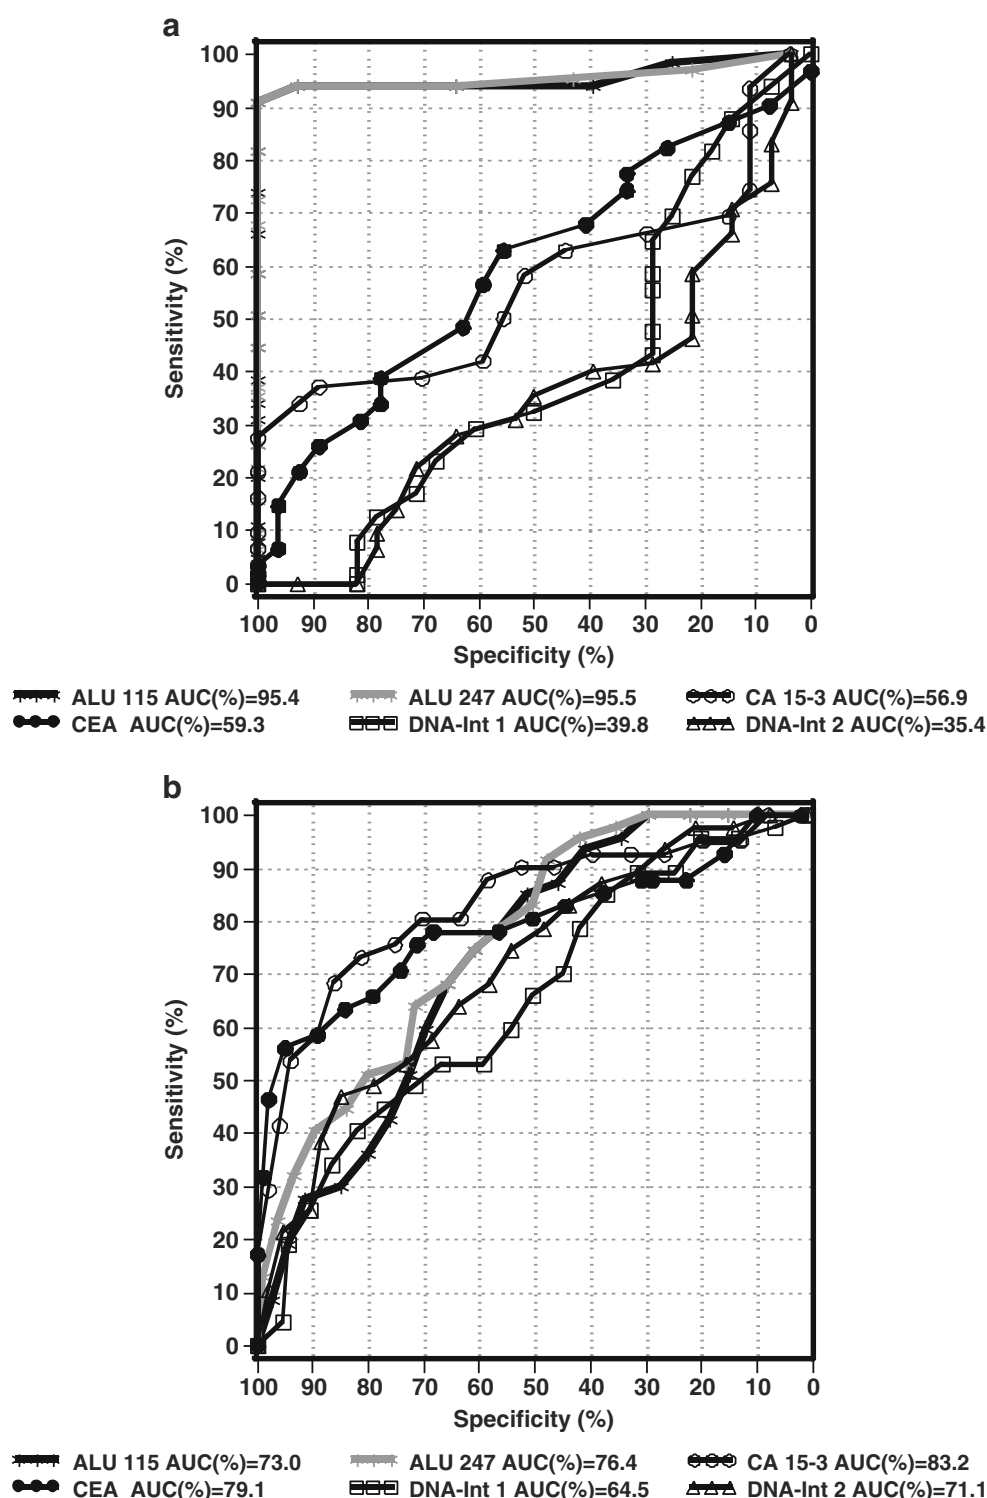 a
100
90
80
70
60
50
40
30
20
10
0
Sensitivity (%)
100 90 80 70 60 50 40 30 20 10 0
Specificity (%)
ALU 115 AUC(%)=95.4 ALU 247 AUC(%)=95.5 CA 15-3 AUC(%)=56.9
CEA AUC(%)=59.3 DNA-Int 1 AUC(%)=39.8 DNA-Int 2 AUC(%)=35.4
b
100
90
80
70
60
50
40
30
20
10
0
Sensitivity (%)
100 90 80 70 60 50 40 30 20 10 0
Specificity (%)
ALU 115 AUC(%)=73.0 ALU 247 AUC(%)=76.4 CA 15-3 AUC(%)=83.2
CEA AUC(%)=79.1 DNA-Int 1 AUC(%)=64.5 DNA-Int 2 AUC(%)=71.1